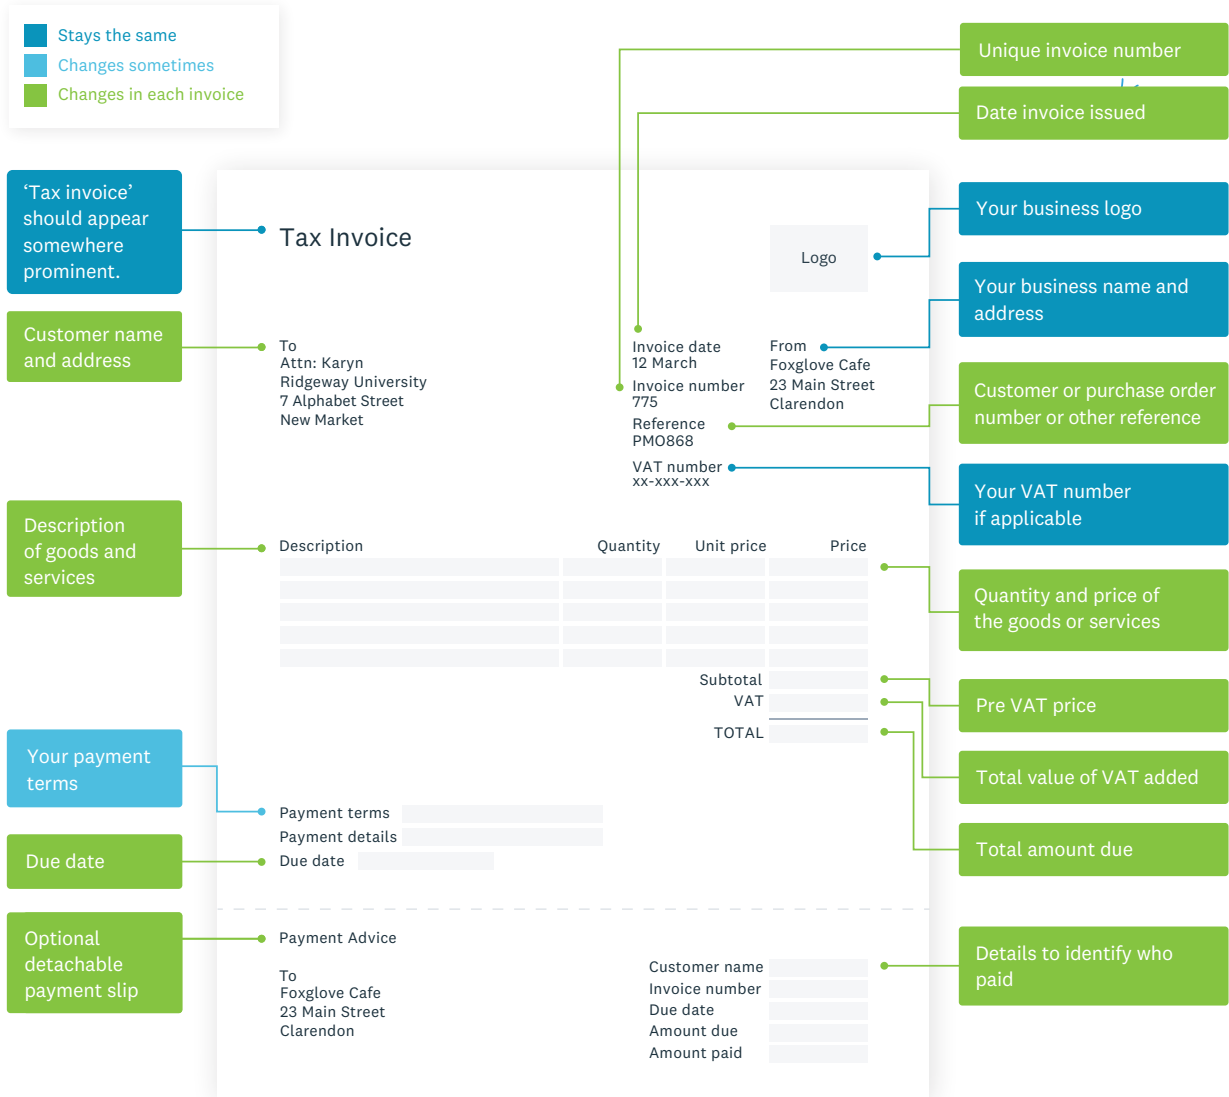 Stays the same
Changes sometimes
Changes in each invoice
Unique invoice number
Date invoice issued
‘Tax invoice’
should appear
somewhere
prominent.
Your business logo
Tax Invoice
Logo
Your business name and
address
Customer name
and address
To
Attn: Karyn
Ridgeway University
7 Alphabet Street
New Market
Invoice date
12 March
Invoice number
775
Reference
PMO868
VAT number
xx-xxx-xxx
From
Foxglove Cafe
23 Main Street
Clarendon
Customer or purchase order
number or other reference
Your VAT number
if applicable
Description
of goods and
services
Description Quantity Unit price Price
Quantity and price of
the goods or services
Subtotal
VAT
TOTAL
Pre VAT price
Total value of VAT added
Total amount due
Your payment
terms
Payment terms
Payment details
Due date
Due date
Optional
detachable
payment slip
Payment Advice
To
Foxglove Cafe
23 Main Street
Clarendon
Customer name
Invoice number
Due date
Amount due
Amount paid
Details to identify who
paid